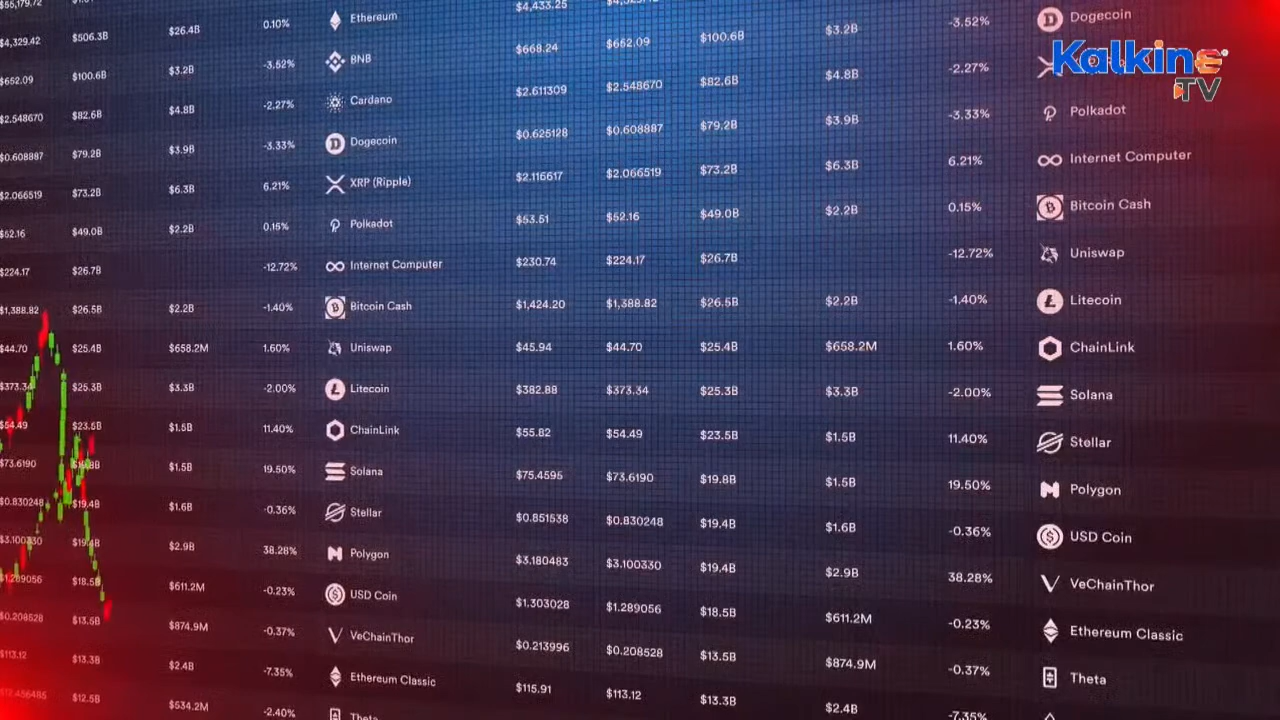 $55,179.72
$4,329.42 $506.3B $26.4B 0.10% Ethereum $4,433.25
$652.09 $100.6B $3.2B -3.52% BNB $668.24 $662.09 $100.6B $3.2B -3.52% Dogecoin
Kalkine TV
$2.548670 $82.6B $4.8B -2.27% Cardano $2.611309 $2.548670 $82.6B $4.8B -2.27%
$0.608887 $79.2B $3.9B -3.33% Dogecoin $0.625128 $0.608887 $79.2B $3.9B -3.33% Polkadot
$2.066519 $73.2B $6.3B 6.21% XRP (Ripple) $2.116617 $2.066519 $73.2B $6.3B 6.21% Internet Computer
$52.16 $49.0B $2.2B 0.15% Polkadot $53.51 $52.16 $49.0B $2.2B 0.15% Bitcoin Cash
$224.17 $26.7B -12.72% Internet Computer $230.74 $224.17 $26.7B -12.72% Uniswap
$1,388.82 $26.5B $2.2B -1.40% Bitcoin Cash $1,424.20 $1,388.82 $26.5B $2.2B -1.40% Litecoin
$44.70 $25.4B $658.2M 1.60% Uniswap $45.94 $44.70 $25.4B $658.2M 1.60% ChainLink
$373.34 $25.3B $3.3B -2.00% Litecoin $382.88 $373.34 $25.3B $3.3B -2.00% Solana
$54.49 $23.5B $1.5B 11.40% ChainLink $55.82 $54.49 $23.5B $1.5B 11.40% Stellar
$73.6190 $19.8B $1.5B 19.50% Solana $75.4595 $73.6190 $19.8B $1.5B 19.50% Polygon
$0.830248 $19.4B $1.6B -0.36% Stellar $0.851538 $0.830248 $19.4B $1.6B -0.36% USD Coin
$3.100330 $19.4B $2.9B 38.28% Polygon $3.180483 $3.100330 $19.4B $2.9B 38.28% VeChainThor
$1.289056 $18.5B $611.2M -0.23% USD Coin $1.303028 $1.289056 $18.5B $611.2M -0.23% Ethereum Classic
$0.208528 $13.5B $874.9M -0.37% VeChainThor $0.213996 $0.208528 $13.5B $874.9M -0.37% Theta
$113.12 $13.3B $2.4B -7.35% Ethereum Classic $115.91 $113.12 $13.3B $2.4B -7.35%
$12.5B $534.2M -2.40% Theta